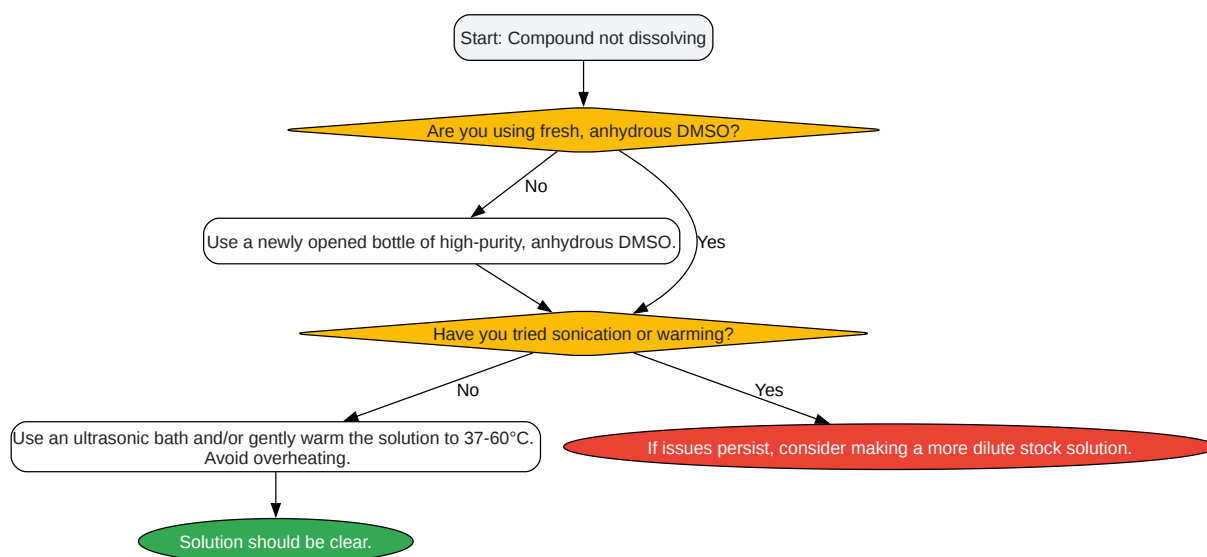 Start: Compound not dissolving
Are you using fresh, anhydrous DMSO?
No
Use a newly opened bottle of high-purity, anhydrous DMSO.
Yes
Have you tried sonication or warming?
No
Yes
Use an ultrasonic bath and/or gently warm the solution to 37-60°C.
Avoid overheating.
If issues persist, consider making a more dilute stock solution.
Solution should be clear.